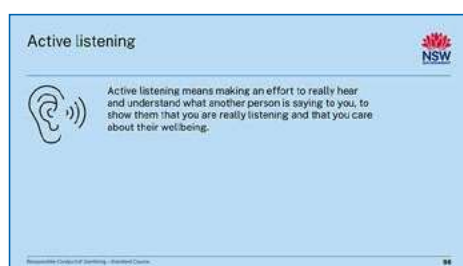 Active listening
NSW
GOVERNMENT
Active listening means making an effort to really hear
and understand what another person is saying to you, to
show them that you are really listening and that you care
about their wellbeing.
Responsible Conduct of Gambling – Standard Course